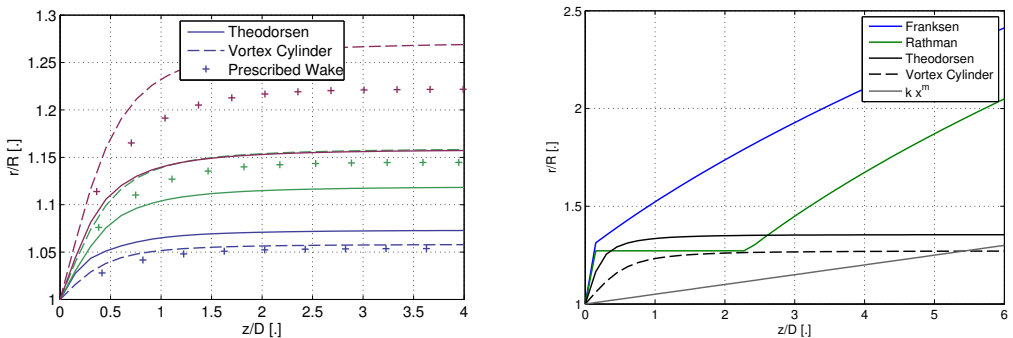 1.3
1.25
1.2
1.15
1.1
1.05
1
r/R [.]
0
0.5
1
1.5
2
2.5
3
3.5
4
z/D [.]
Theodorsen
Vortex Cylinder
Prescribed Wake
2.5
2
1.5
1
r/R [.]
0
1
2
3
4
5
6
z/D [.]
Franksen
Rathman
Theodorsen
Vortex Cylinder
k x^m